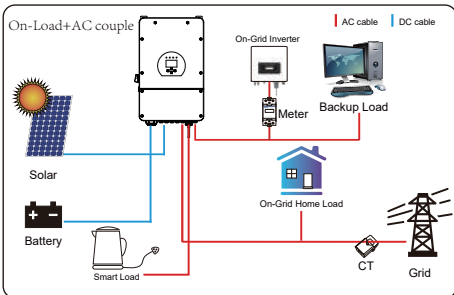 On-Load+AC couple
AC cable
DC cable
On-Grid Inverter
Meter
Backup Load
Solar
On-Grid Home Load
Battery
Smart Load
CT
Grid